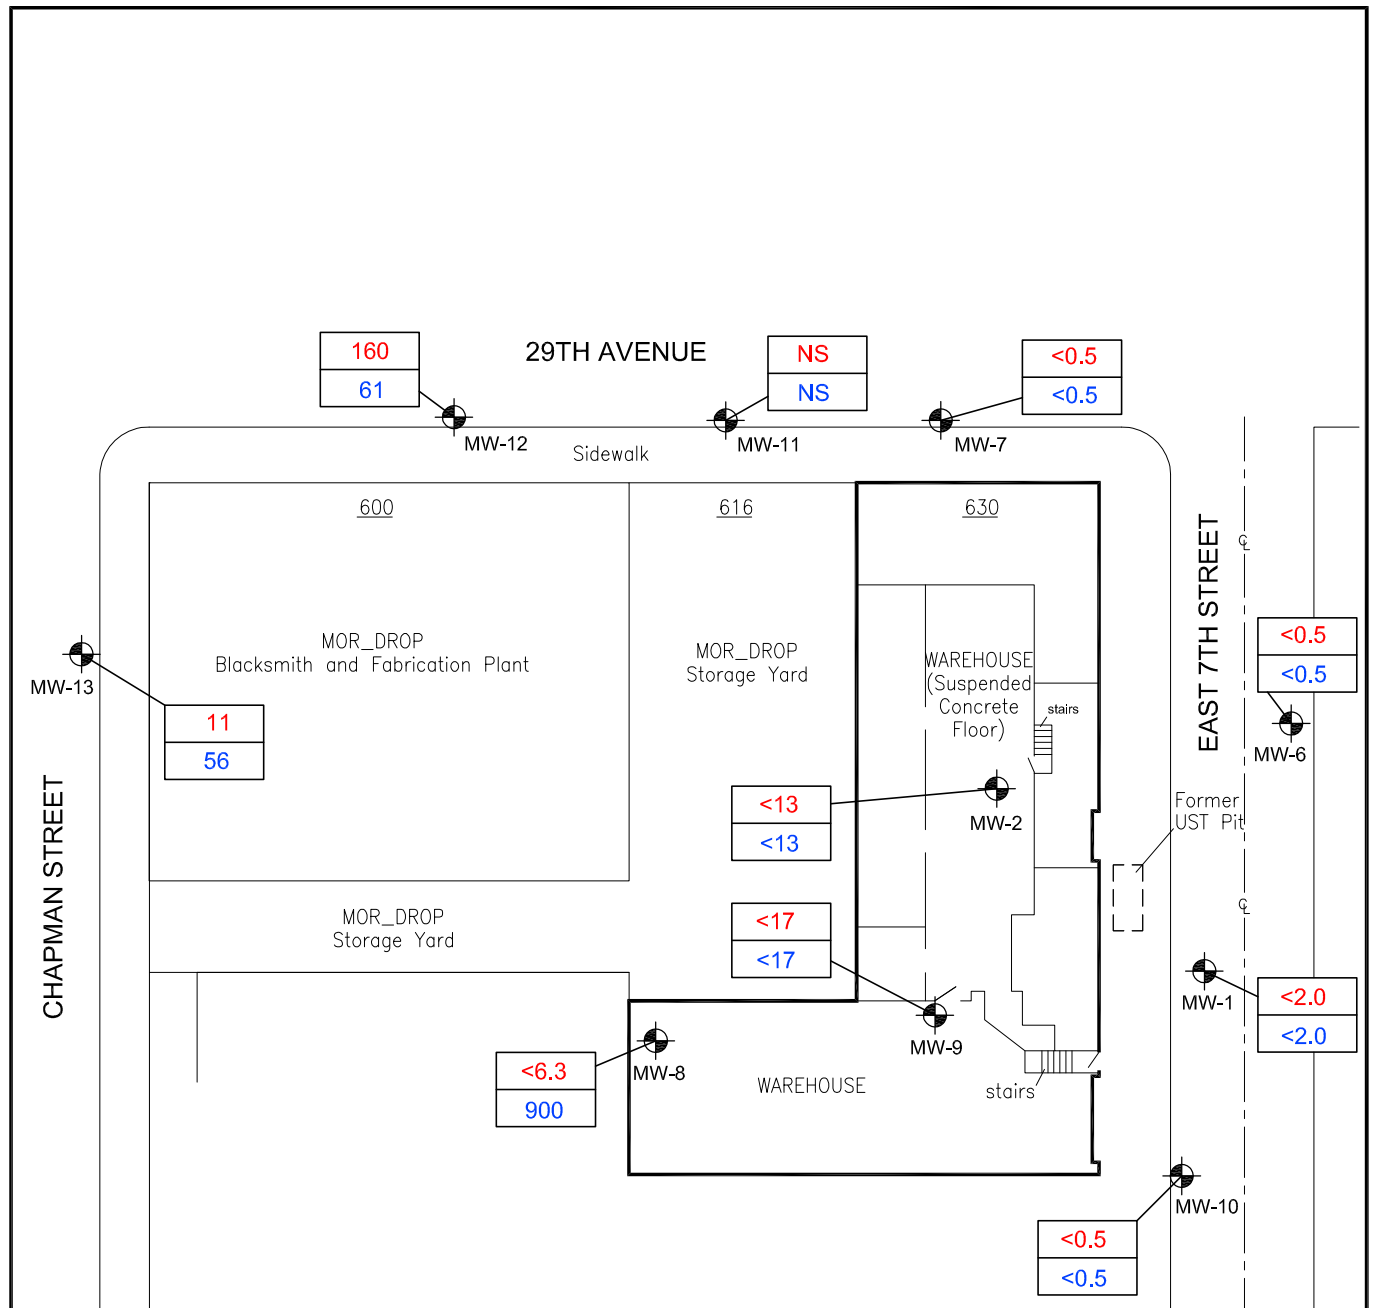 160
61
29TH AVENUE
NS
NS
<0.5
<0.5
MW-12
MW-11
MW-7
Sidewalk
600
616
630
EAST 7TH STREET
℄
MOR_DROP
Blacksmith and Fabrication Plant
MOR_DROP
Storage Yard
WAREHOUSE
(Suspended
Concrete
Floor)
stairs
<0.5
<0.5
MW-6
MW-13
11
56
<13
<13
MW-2
Former
UST Pit
CHAPMAN STREET
MOR_DROP
Storage Yard
<17
<17
℄
MW-1
<2.0
<2.0
MW-9
MW-8
<6.3
900
WAREHOUSE
stairs
MW-10
<0.5
<0.5